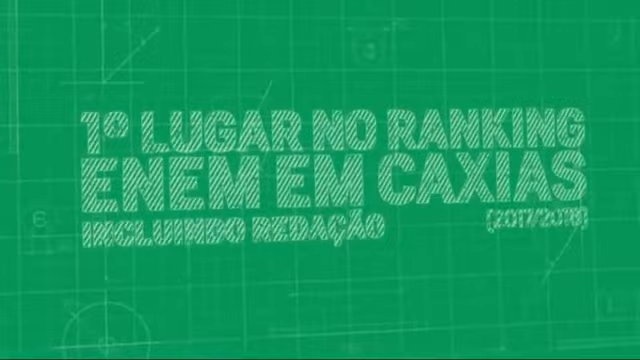 1º LUGAR NO RANKING
ENEM EM CAXIAS
INCLUINDO REDAÇÃO
(2017/2018)